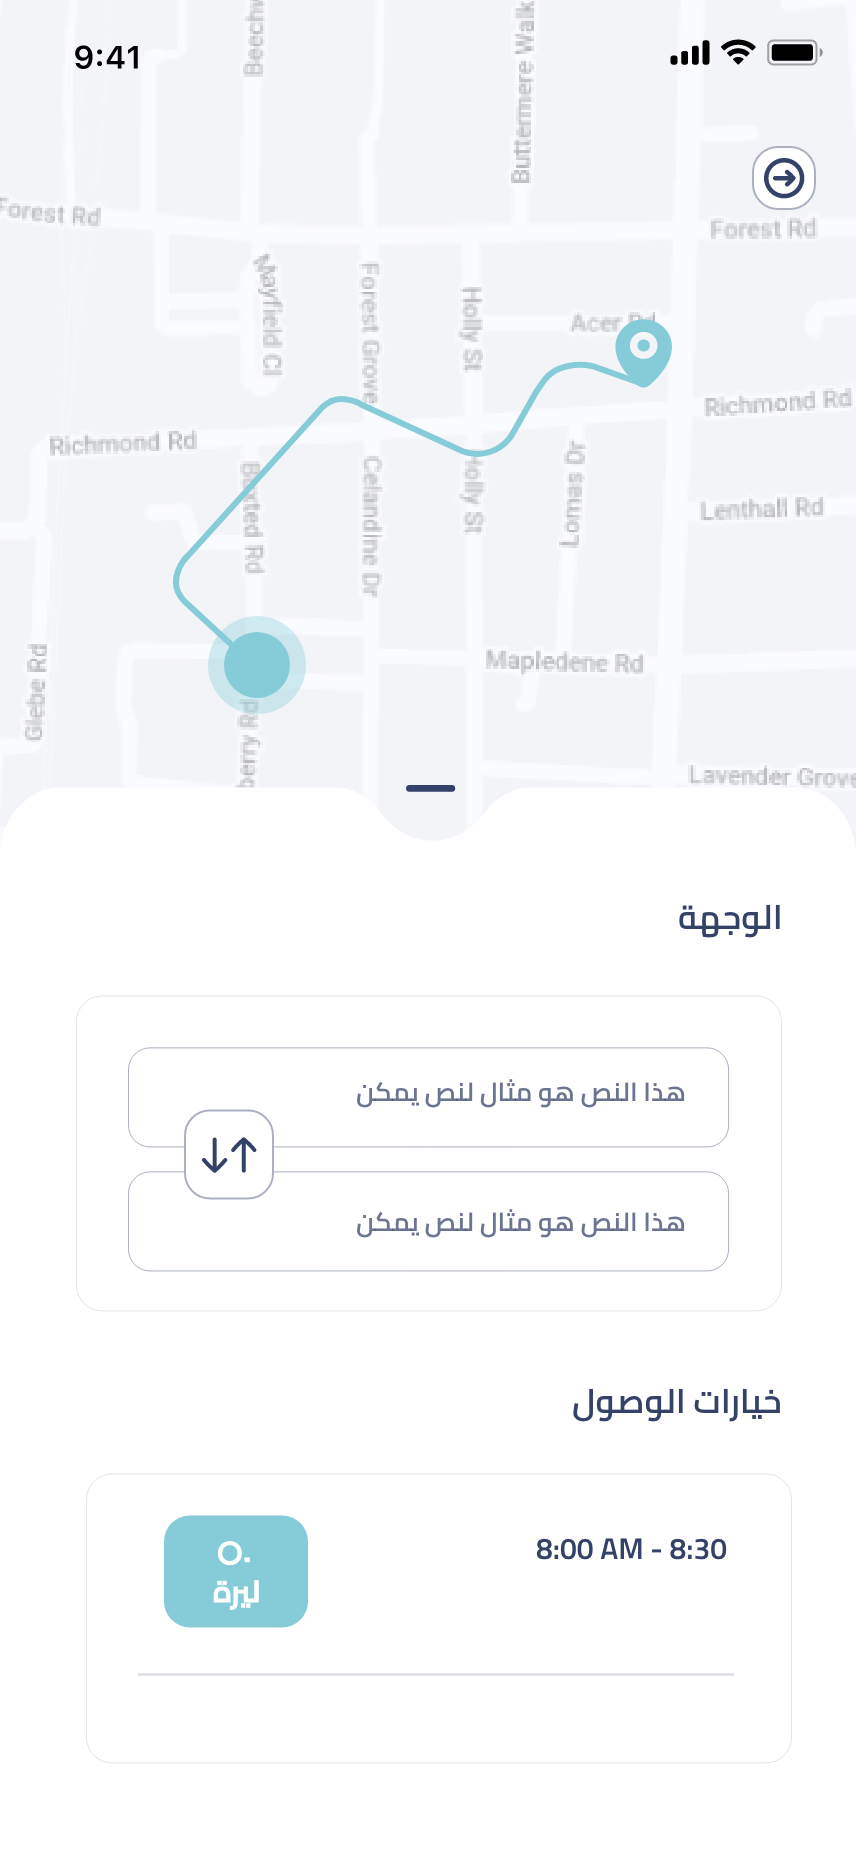 9:41
Beechw
Buttermere Walk
Forest Rd
Forest Rd
Mayfield Cl
Forest Grove
Holly St
Acer Rd
Richmond Rd
Richmond Rd
Boxted Rd
Celandine Dr
Holly St
Lomas Dr
Lenthall Rd
Glebe Rd
Mapledene Rd
berry Rd
Lavender Grove
الوجهة
هذا النص هو مثال لنص يمكن
هذا النص هو مثال لنص يمكن
خيارات الوصول
8:00 AM - 8:30
٥٠
ليرة